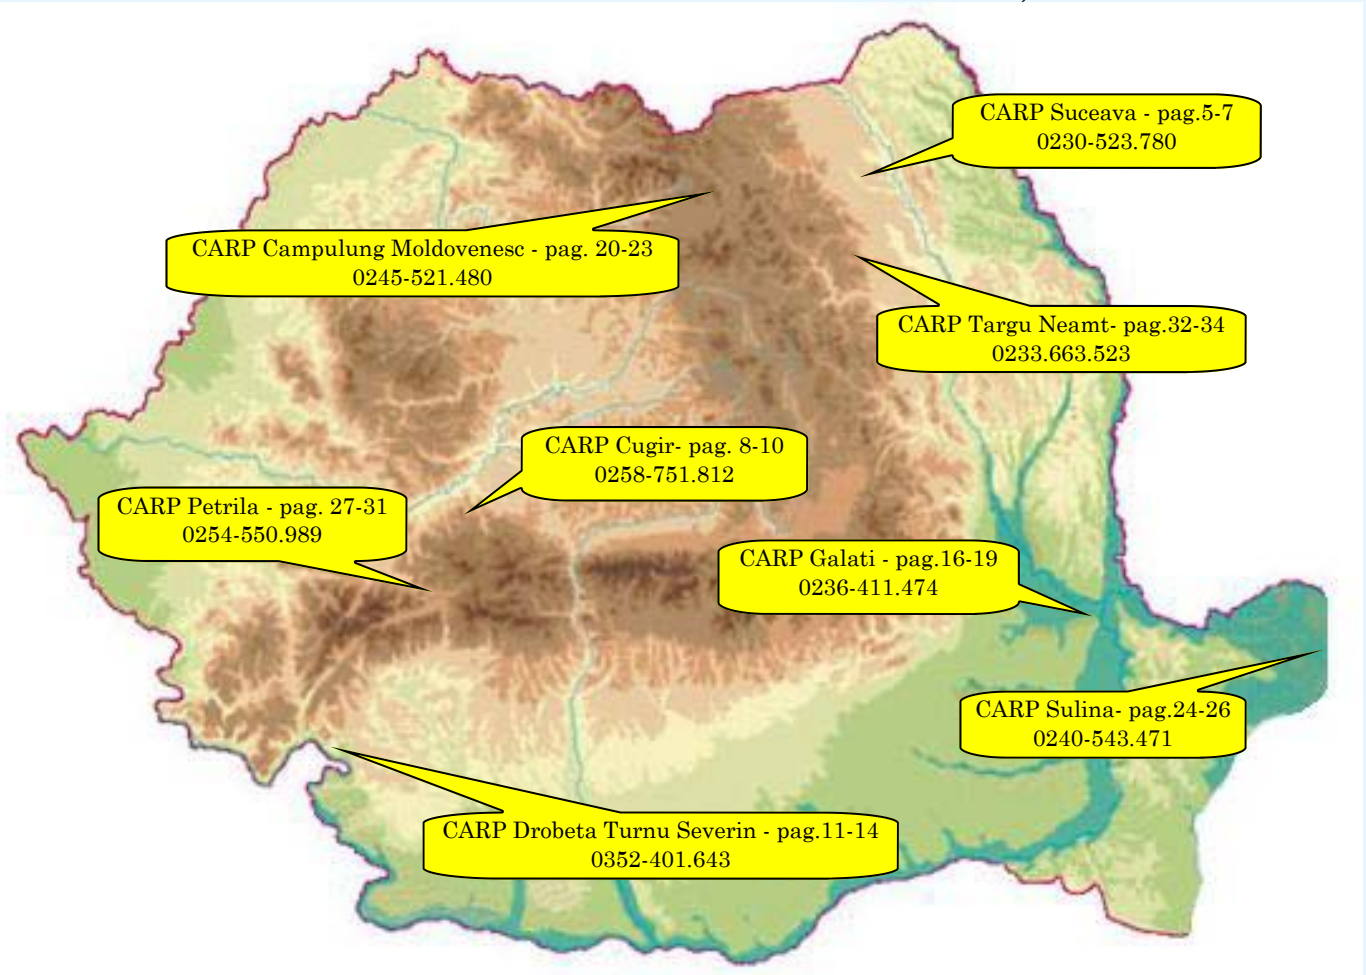 CARP Suceava - pag.5-7
0230-523.780
CARP Campulung Moldovenesc - pag. 20-23
0245-521.480
CARP Targu Neamt- pag.32-34
0233.663.523
CARP Cugir- pag. 8-10
0258-751.812
CARP Petrila - pag. 27-31
0254-550.989
CARP Galati - pag.16-19
0236-411.474
CARP Sulina- pag.24-26
0240-543.471
CARP Drobeta Turnu Severin - pag.11-14
0352-401.643